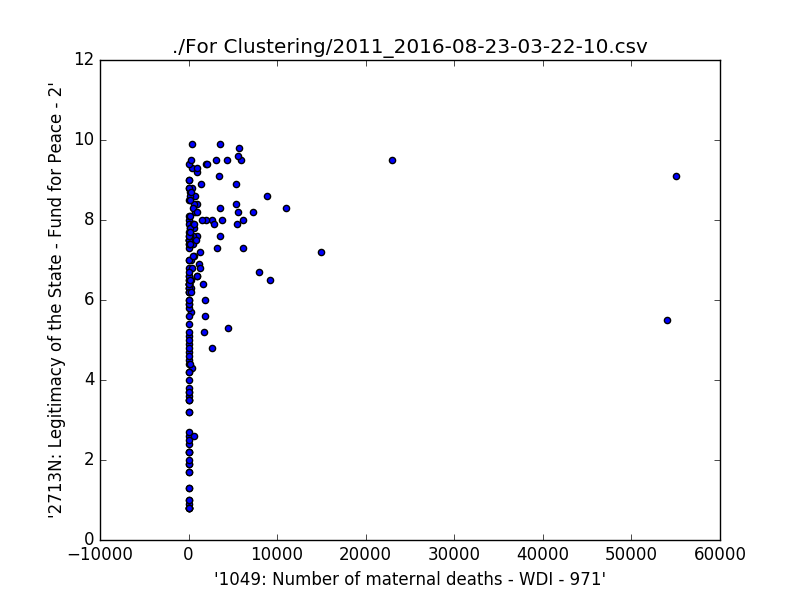 ./For Clustering/2011_2016-08-23-03-22-10.csv
12
10
8
6
4
2
0
'2713N: Legitimacy of the State - Fund for Peace - 2'
−10000 0 10000 20000 30000 40000 50000 60000
'1049: Number of maternal deaths - WDI - 971'